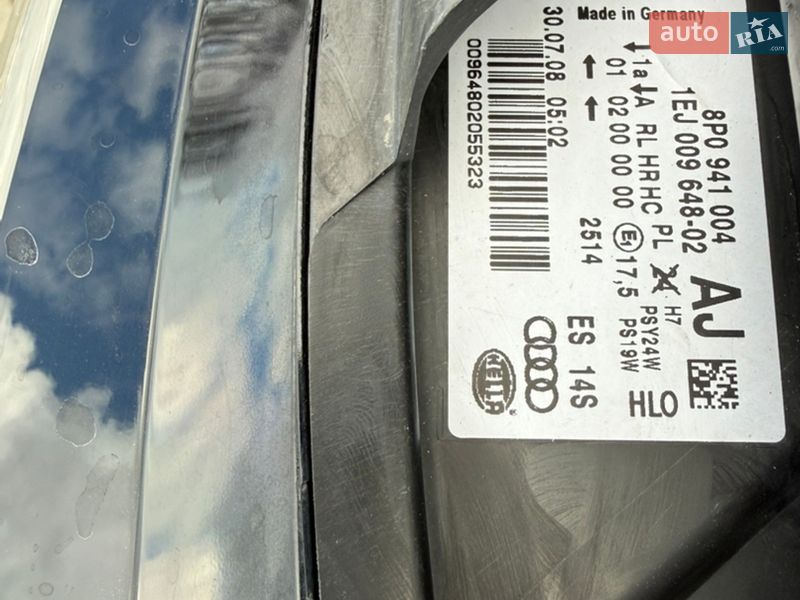 Made in Germany
auto RIA .com
8P0 941 004
1EJ 009 648-02
AJ
1a A RL HRHC PL 24 H7
01 02 00 00 00 E1 17,5
PSY24W
PS19W
30.07.08 05:02
2514
00964802055323
ES 14S
HELLA
HLO